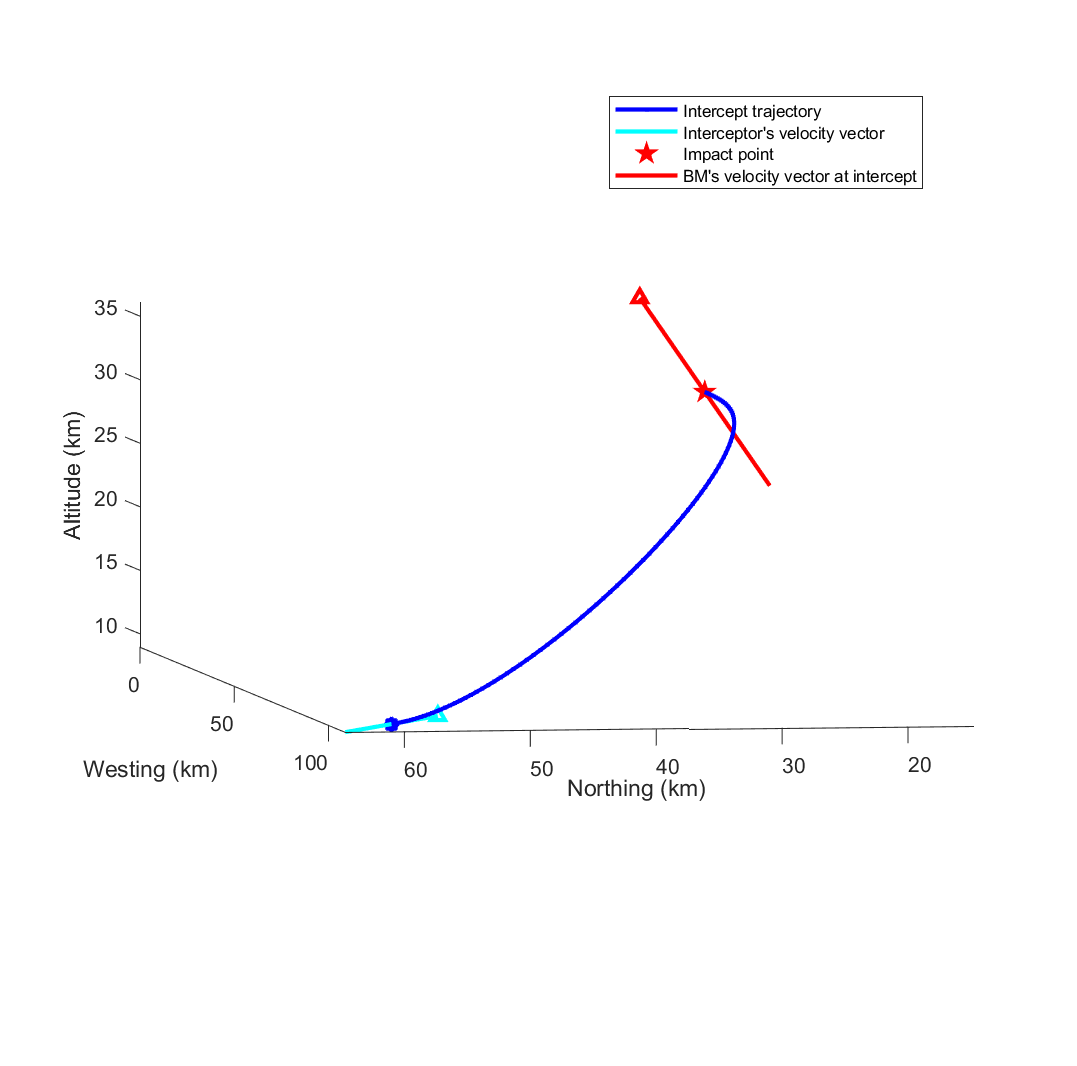 Intercept trajectory
Interceptor's velocity vector
Impact point
BM's velocity vector at intercept
35
30
25
20
15
10
Altitude (km)
0
50
100
Westing (km)
60
50
40
30
20
Northing (km)